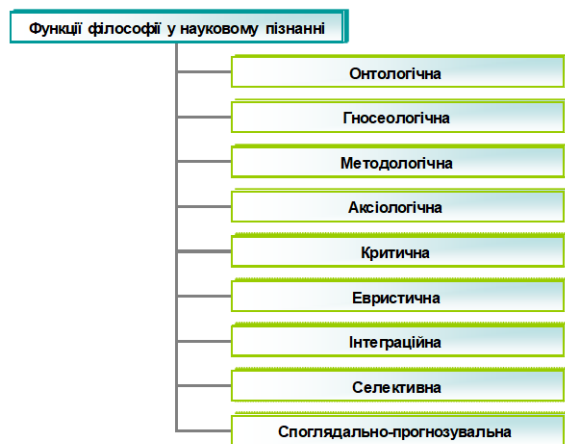 Функції філософії у науковому пізнанні
Онтологічна
Гносеологічна
Методологічна
Аксіологічна
Критична
Евристична
Інтеграційна
Селективна
Споглядально-прогнозувальна